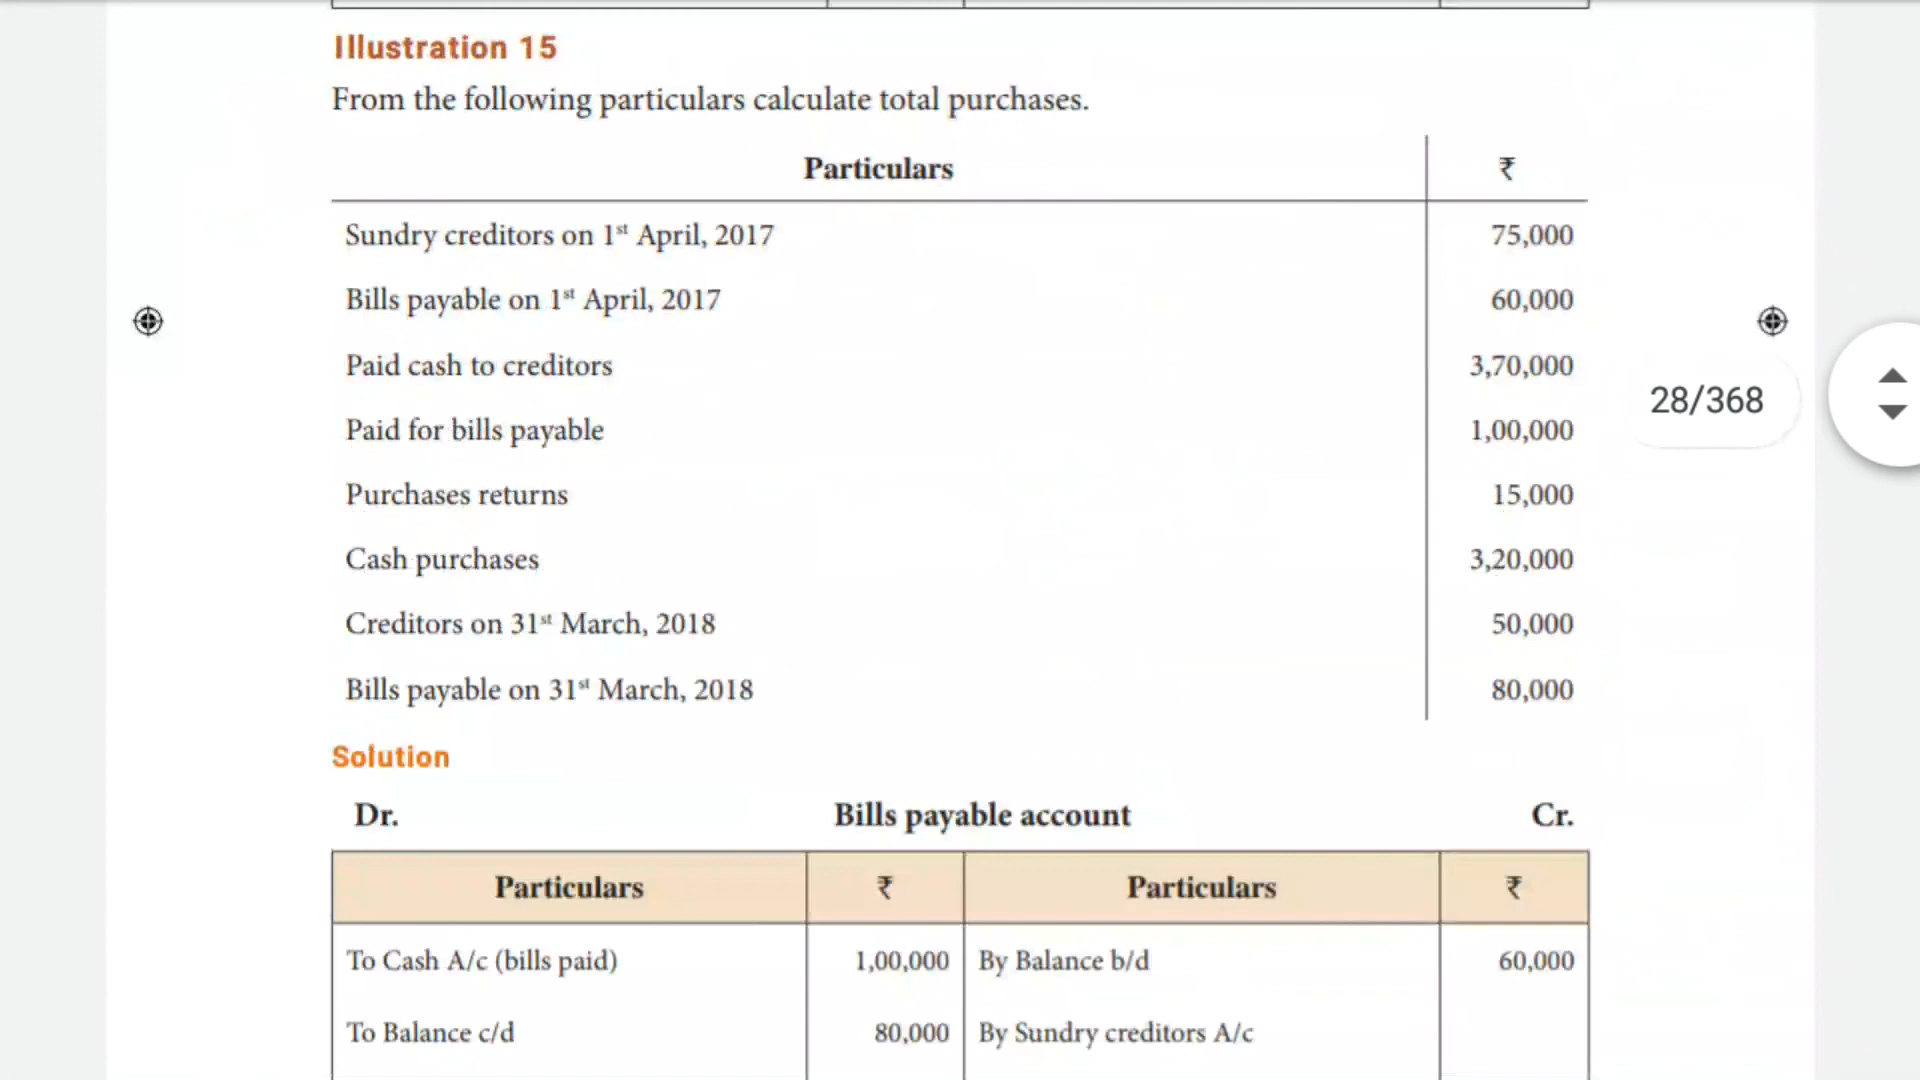 Illustration 15
From the following particulars calculate total purchases.
Particulars ₹
Sundry creditors on 1st April, 2017 75,000
Bills payable on 1st April, 2017 60,000
Paid cash to creditors 3,70,000
28/368
Paid for bills payable 1,00,000
Purchases returns 15,000
Cash purchases 3,20,000
Creditors on 31st March, 2018 50,000
Bills payable on 31st March, 2018 80,000
Solution
Dr. Bills payable account Cr.
Particulars ₹ Particulars ₹
To Cash A/c (bills paid) 1,00,000 By Balance b/d 60,000
To Balance c/d 80,000 By Sundry creditors A/c